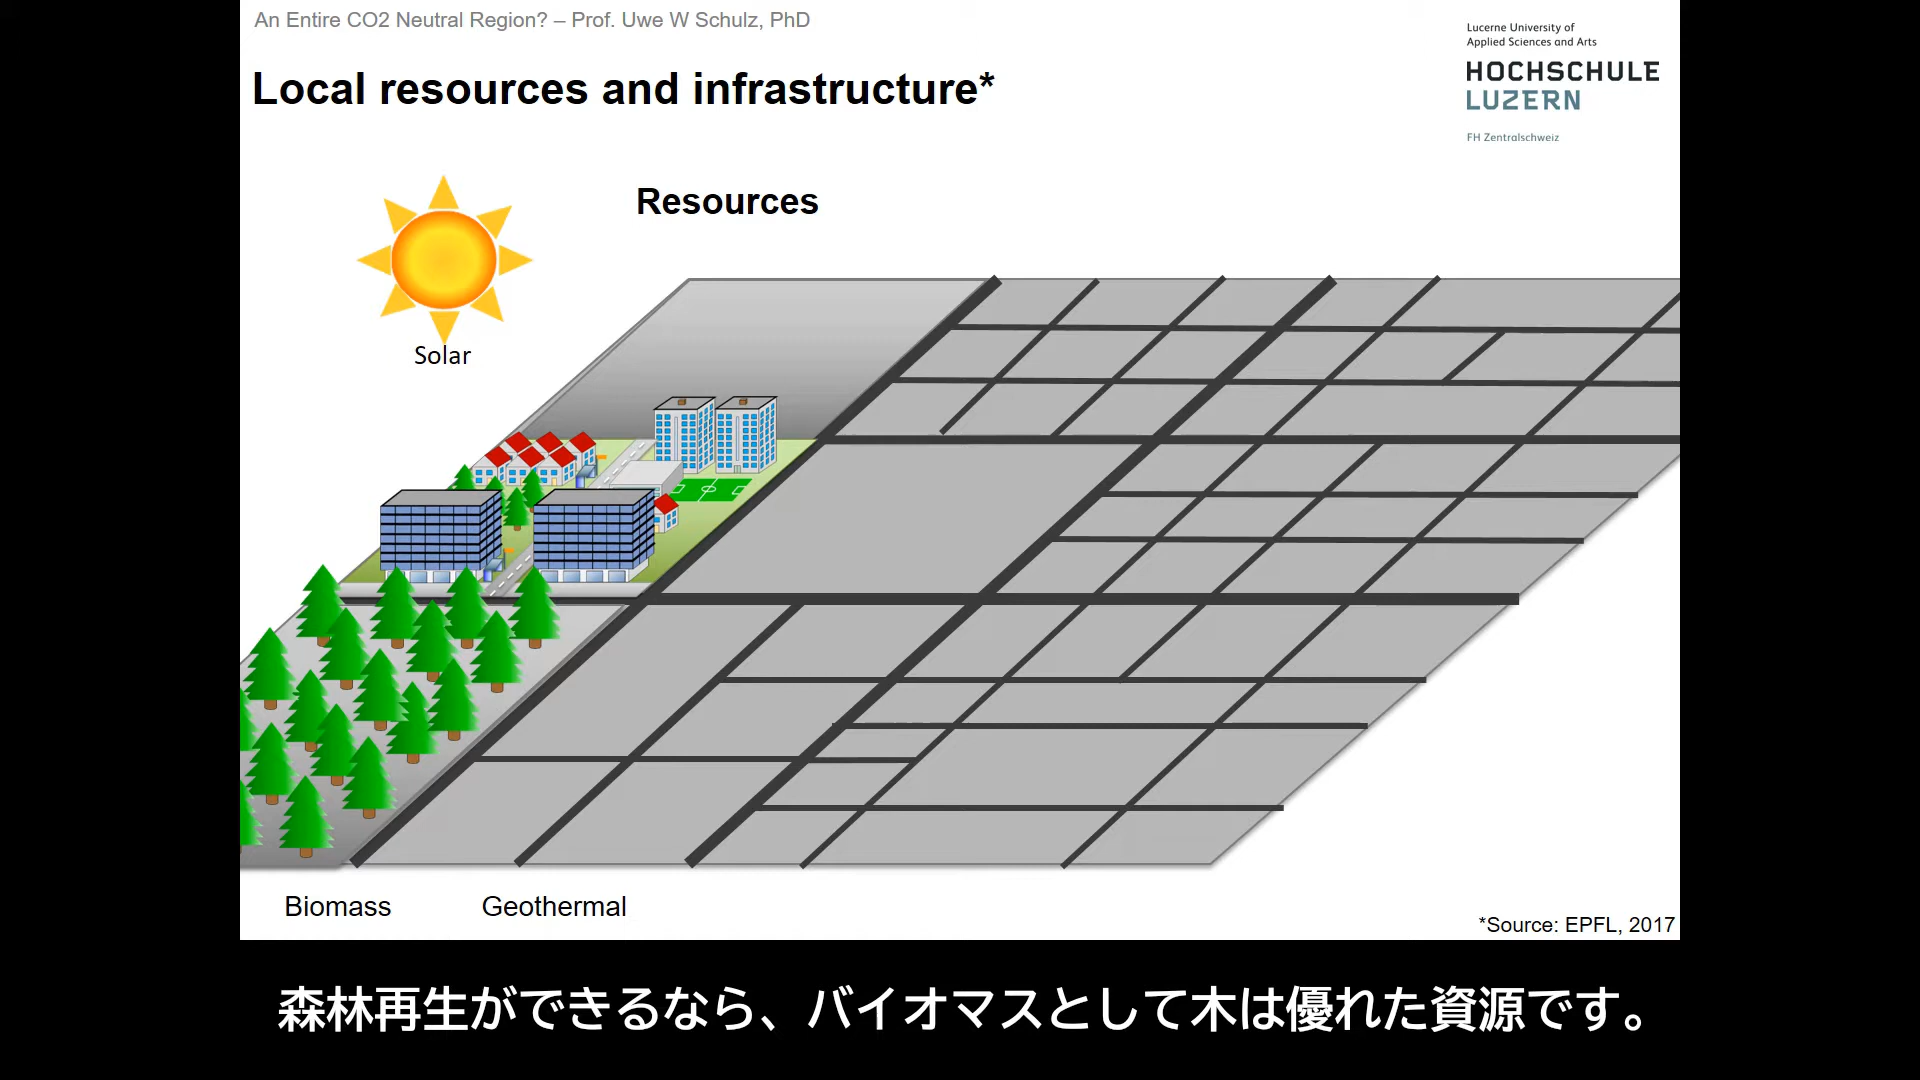 An Entire CO2 Neutral Region? – Prof. Uwe W Schulz, PhD
Lucerne University of
Applied Sciences and Arts
HOCHSCHULE
LUZERN
FH Zentralschweiz
Local resources and infrastructure*
Resources
Solar
Biomass
Geothermal
*Source: EPFL, 2017
森林再生ができるなら、バイオマスとして木は優れた資源です。